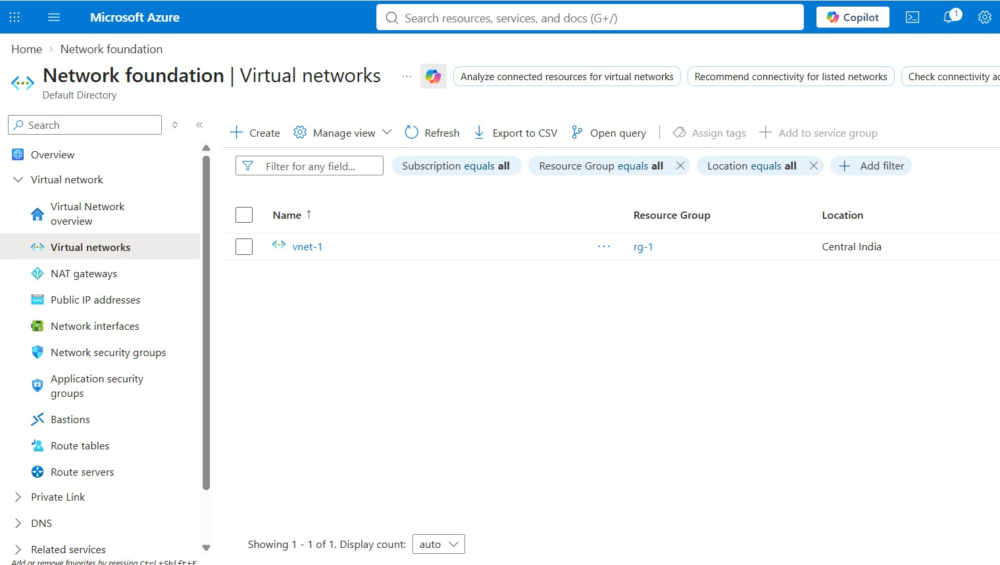 Microsoft Azure
Search resources, services, and docs (G+/)
Copilot
1
Home > Network foundation
Network foundation | Virtual networks
...
Analyze connected resources for virtual networks
Recommend connectivity for listed networks
Check connectivity ac
Default Directory
Search
Overview
Virtual network
Virtual Network
overview
Virtual networks
NAT gateways
Public IP addresses
Network interfaces
Network security groups
Application security
groups
Bastions
Route tables
Route servers
Private Link
DNS
Related services
Add or remove favorites by pressing Ctrl+Shift+F
Create
Manage view
Refresh
Export to CSV
Open query
Assign tags
Add to service group
Filter for any field...
Subscription equals all
Resource Group equals all
Location equals all
Add filter
Name ↑ Resource Group Location
vnet-1 ... rg-1 Central India
Showing 1 - 1 of 1. Display count: auto